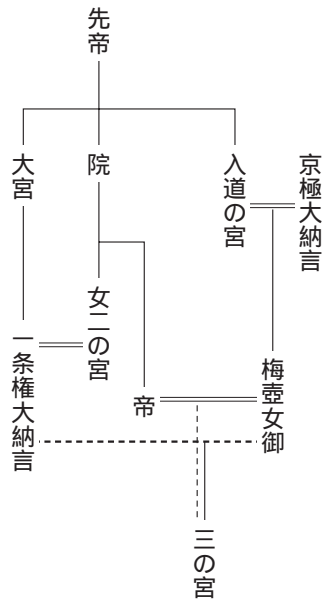 先帝
京極大納言
入道の宮
院
大宮
梅壺女御
帝
女二の宮
一条権大納言
三の宮